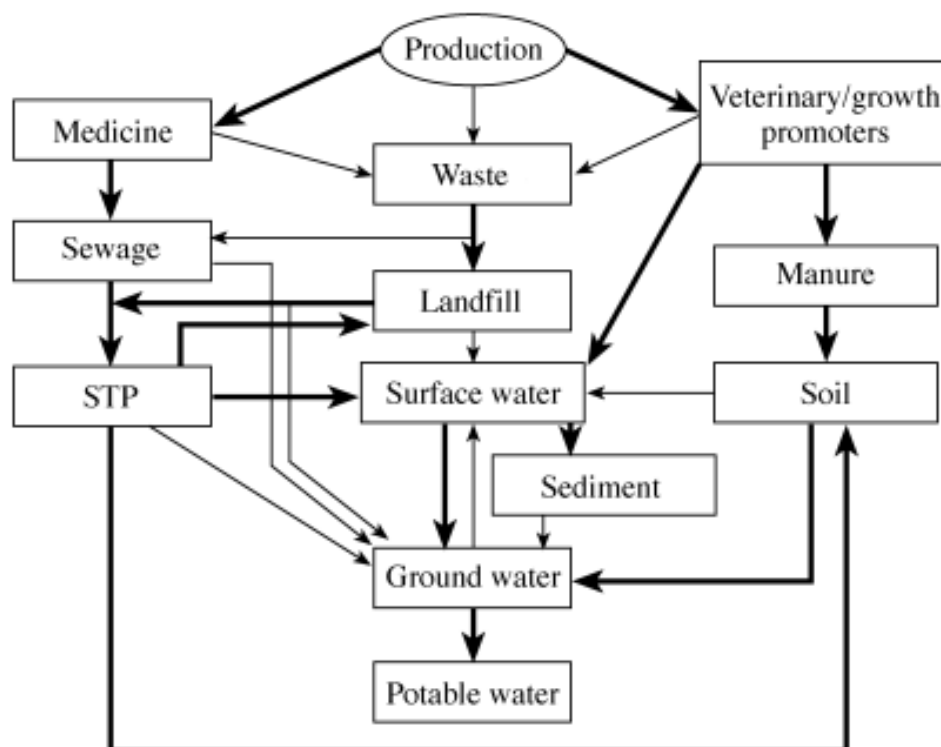 Production
Medicine
Veterinary/growth
promoters
Waste
Sewage
Landfill
Manure
STP
Surface water
Soil
Sediment
Ground water
Potable water